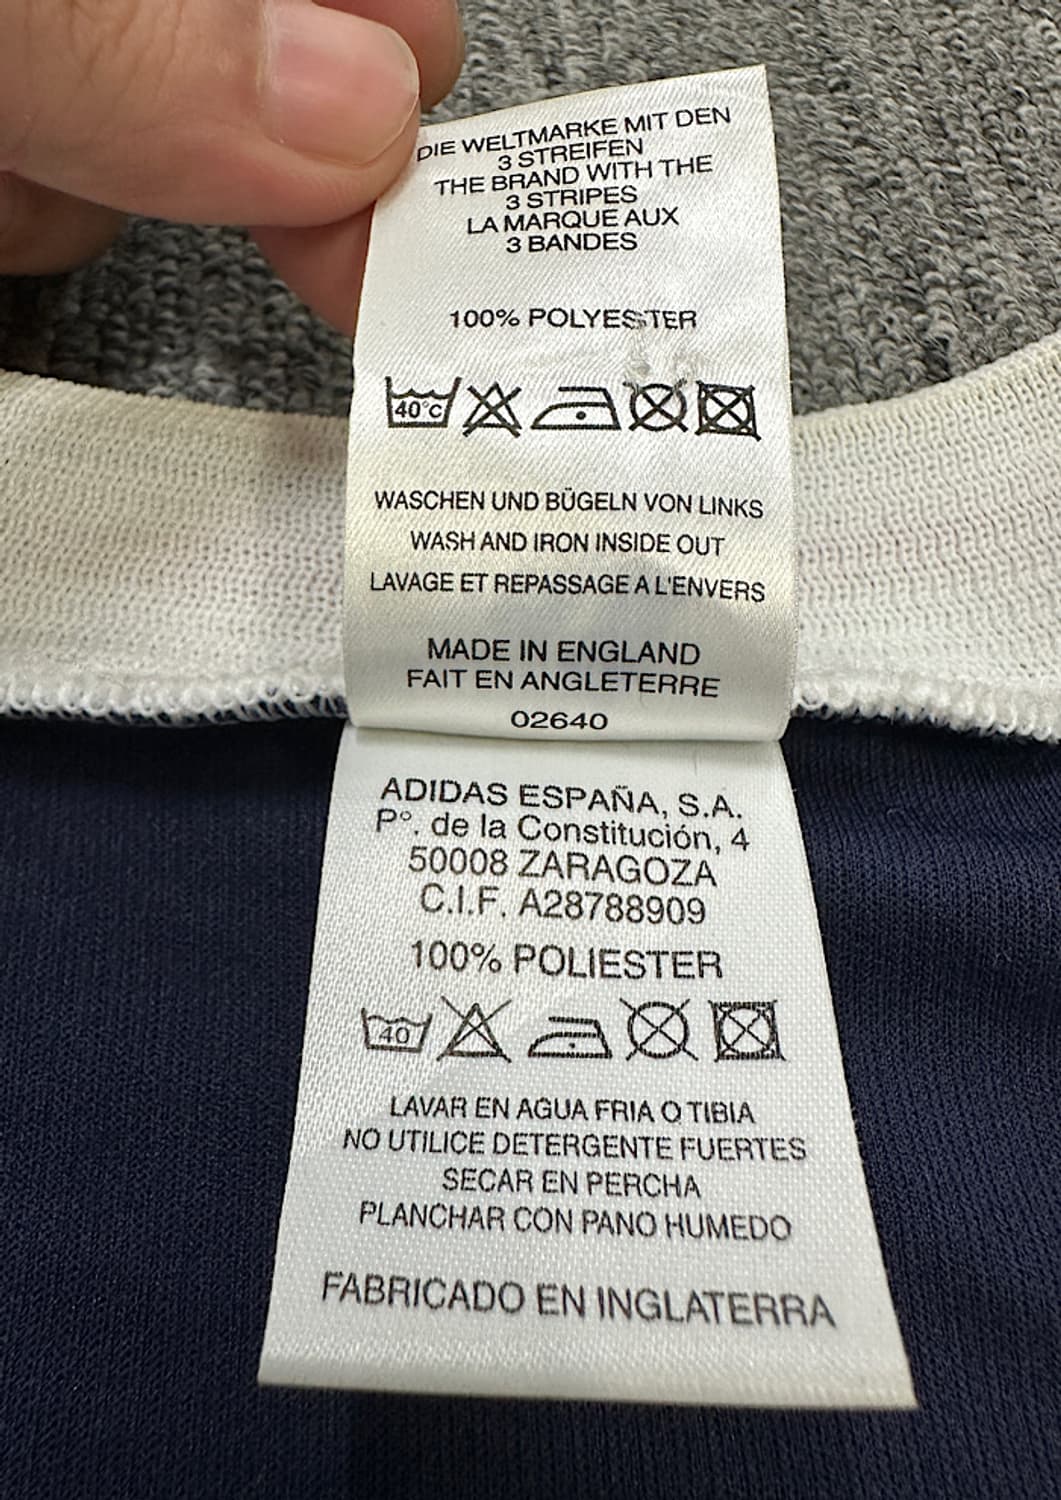 DIE WELTMARKE MIT DEN
3 STREIFEN
THE BRAND WITH THE
3 STRIPES
LA MARQUE AUX
3 BANDES
100% POLYESTER
40°C
WASCHEN UND BÜGELN VON LINKS
WASH AND IRON INSIDE OUT
LAVAGE ET REPASSAGE A L'ENVERS
MADE IN ENGLAND
FAIT EN ANGLETERRE
02640
ADIDAS ESPAÑA, S.A.
Pº. de la Constitución, 4
50008 ZARAGOZA
C.I.F. A28788909
100% POLIESTER
40
LAVAR EN AGUA FRIA O TIBIA
NO UTILICE DETERGENTE FUERTES
SECAR EN PERCHA
PLANCHAR CON PANO HUMEDO
FABRICADO EN INGLATERRA